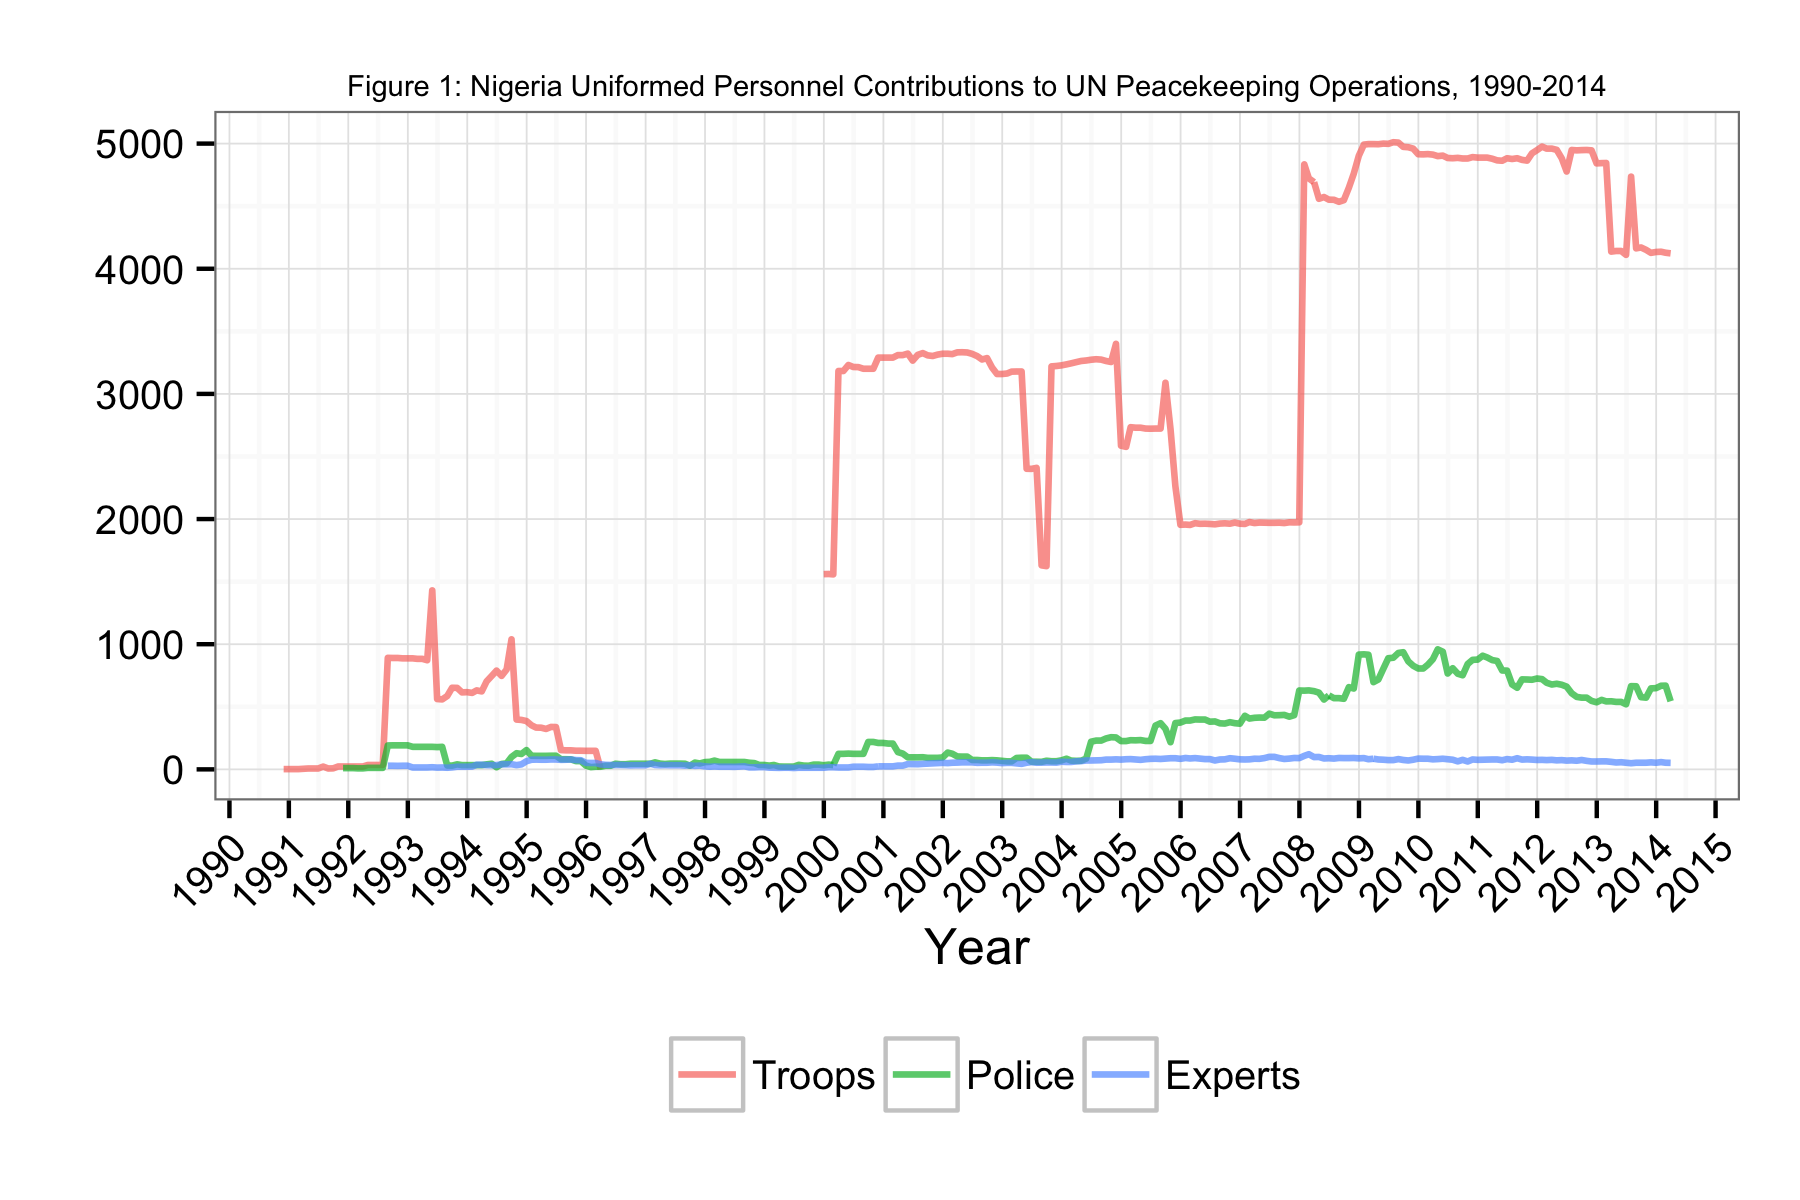 Figure 1: Nigeria Uniformed Personnel Contributions to UN Peacekeeping Operations, 1990-2014
5000
4000
3000
2000
1000
0
1990 1991 1992 1993 1994 1995 1996 1997 1998 1999 2000 2001 2002 2003 2004 2005 2006 2007 2008 2009 2010 2011 2012 2013 2014 2015
Year
Troops Police Experts